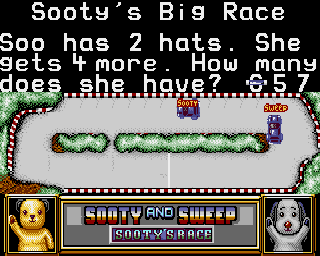 Sooty's Big Race
Soo has 2 hats. She
gets 4 more. How many
does she have? 0 5 7
SOOTY
SWEEP
SOOTY AND SWEEP
SOOTY'S RACE